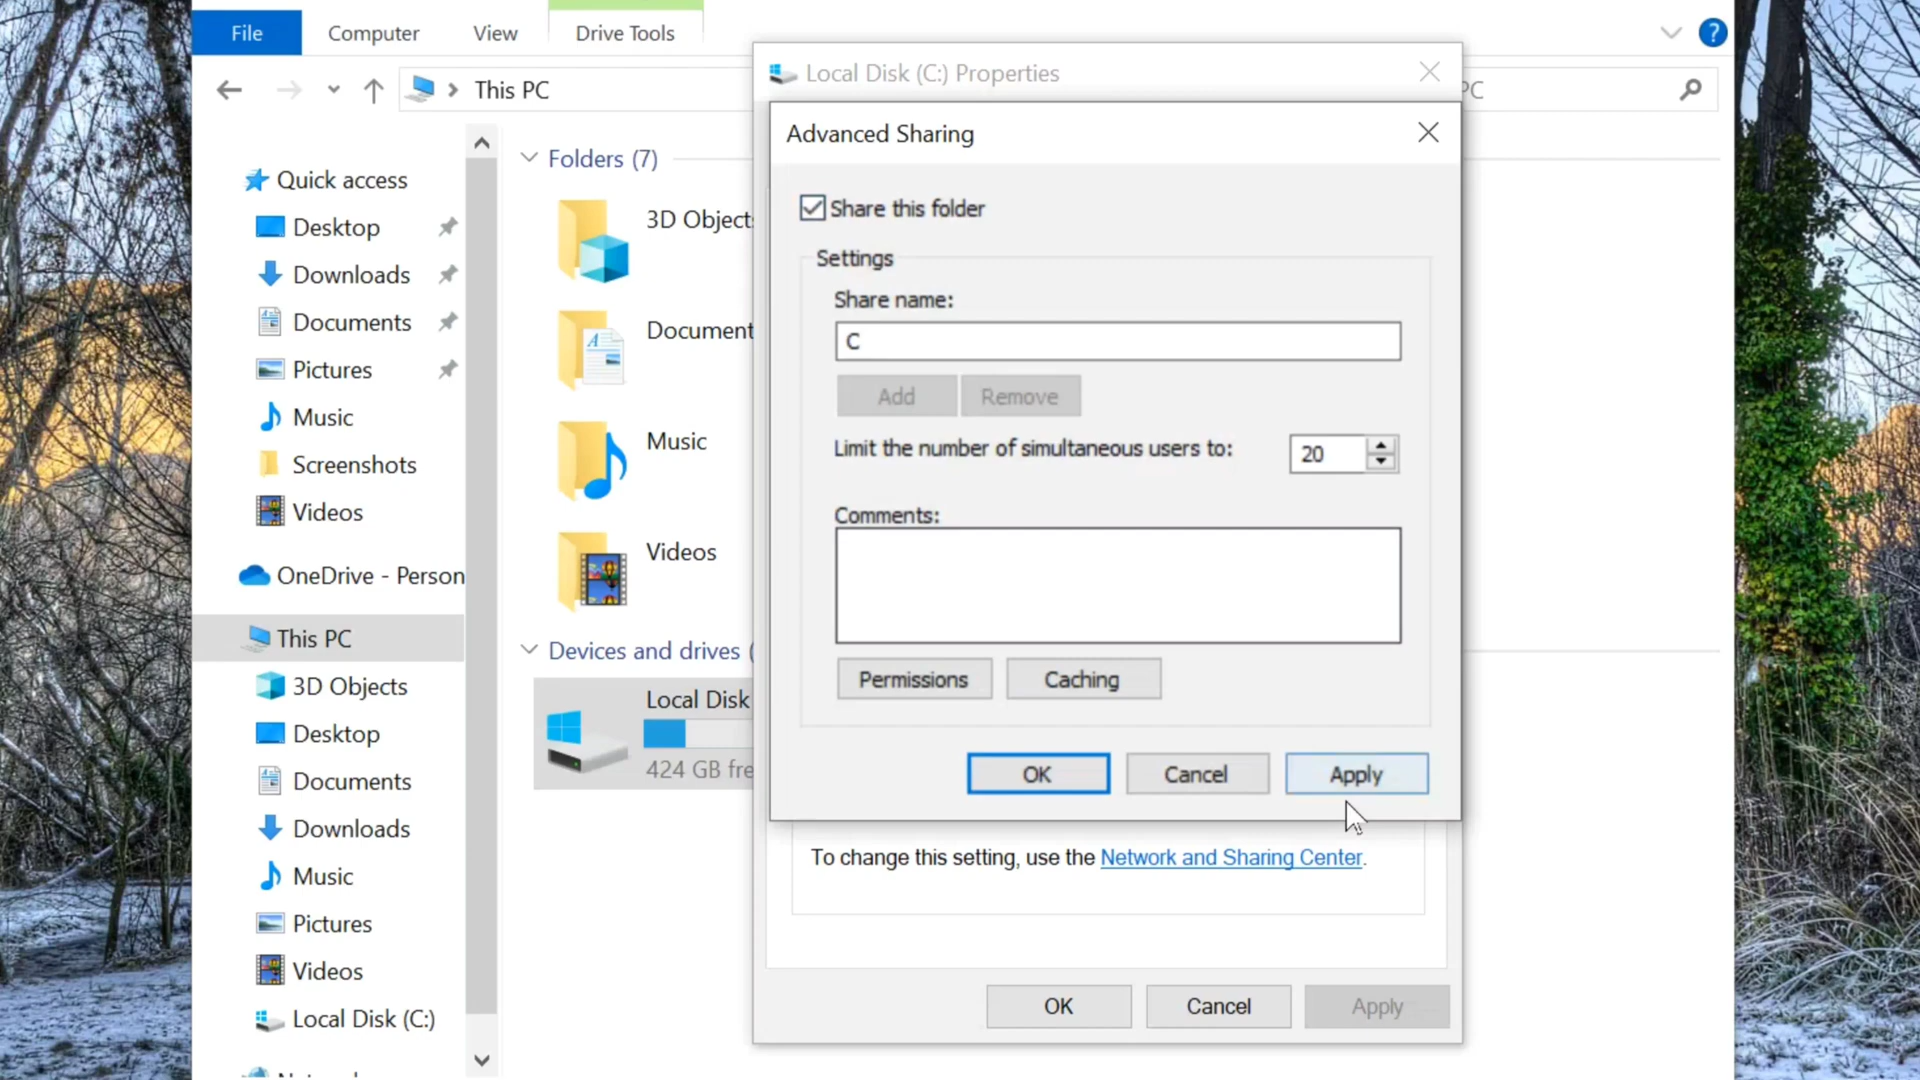 File
Computer
View
Drive Tools
?
This PC
PC
Local Disk (C:) Properties
Advanced Sharing
Share this folder
Settings
Share name:
C
Add
Remove
Limit the number of simultaneous users to:
20
Comments:
Permissions
Caching
OK
Cancel
Apply
To change this setting, use the Network and Sharing Center.
OK
Cancel
Apply
Quick access
Desktop
Downloads
Documents
Pictures
Music
Screenshots
Videos
OneDrive - Person
This PC
3D Objects
Desktop
Documents
Downloads
Music
Pictures
Videos
Local Disk (C:)
Folders (7)
3D Objects
Document
Music
Videos
Devices and drives (
Local Disk
424 GB fre